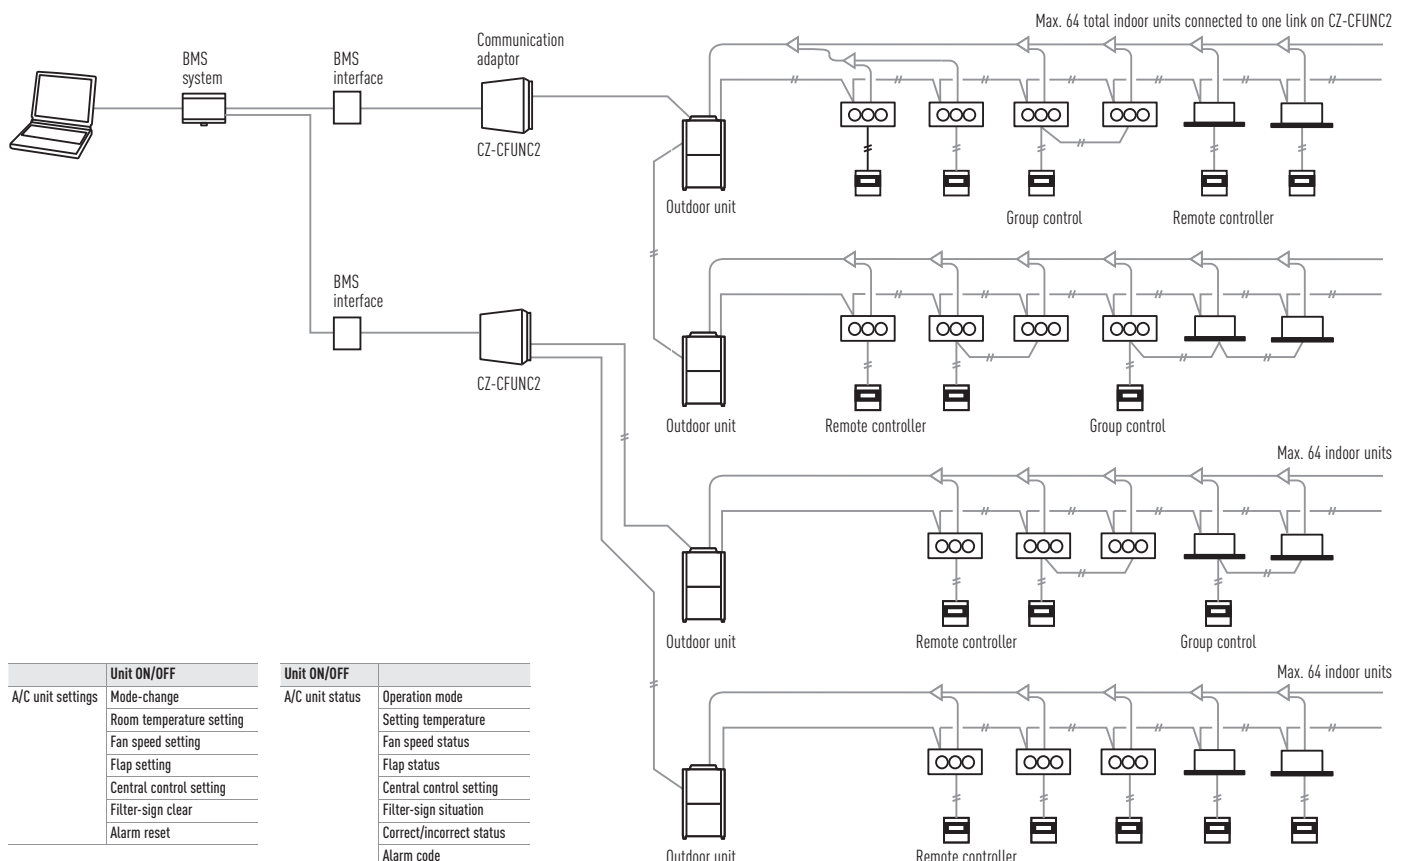 Max. 64 total indoor units connected to one link on CZ-CFUNC2
Communication
adaptor
BMS
system
BMS
interface
CZ-CFUNC2
Outdoor unit
Group control
Remote controller
BMS
interface
CZ-CFUNC2
Outdoor unit
Remote controller
Group control
Max. 64 indoor units
Outdoor unit
Remote controller
Group control
Max. 64 indoor units
Outdoor unit
Remote controller
Unit ON/OFF
A/C unit settings Mode-change
Room temperature setting
Fan speed setting
Flap setting
Central control setting
Filter-sign clear
Alarm reset
Unit ON/OFF
A/C unit status Operation mode
Setting temperature
Fan speed status
Flap status
Central control setting
Filter-sign situation
Correct/incorrect status
Alarm code